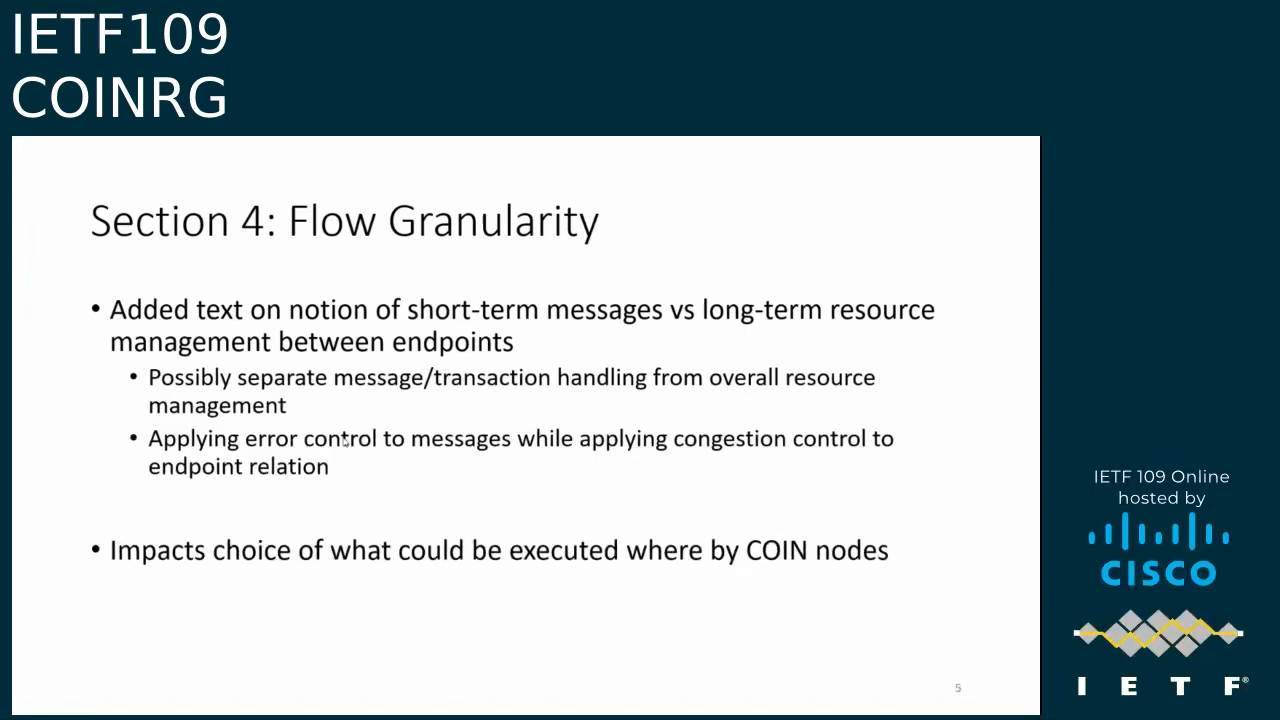 IETF109
COINRG
Section 4: Flow Granularity
• Added text on notion of short-term messages vs long-term resource
management between endpoints
• Possibly separate message/transaction handling from overall resource
management
• Applying error control to messages while applying congestion control to
endpoint relation
• Impacts choice of what could be executed where by COIN nodes
5
IETF 109 Online
hosted by
CISCO
I E T F®